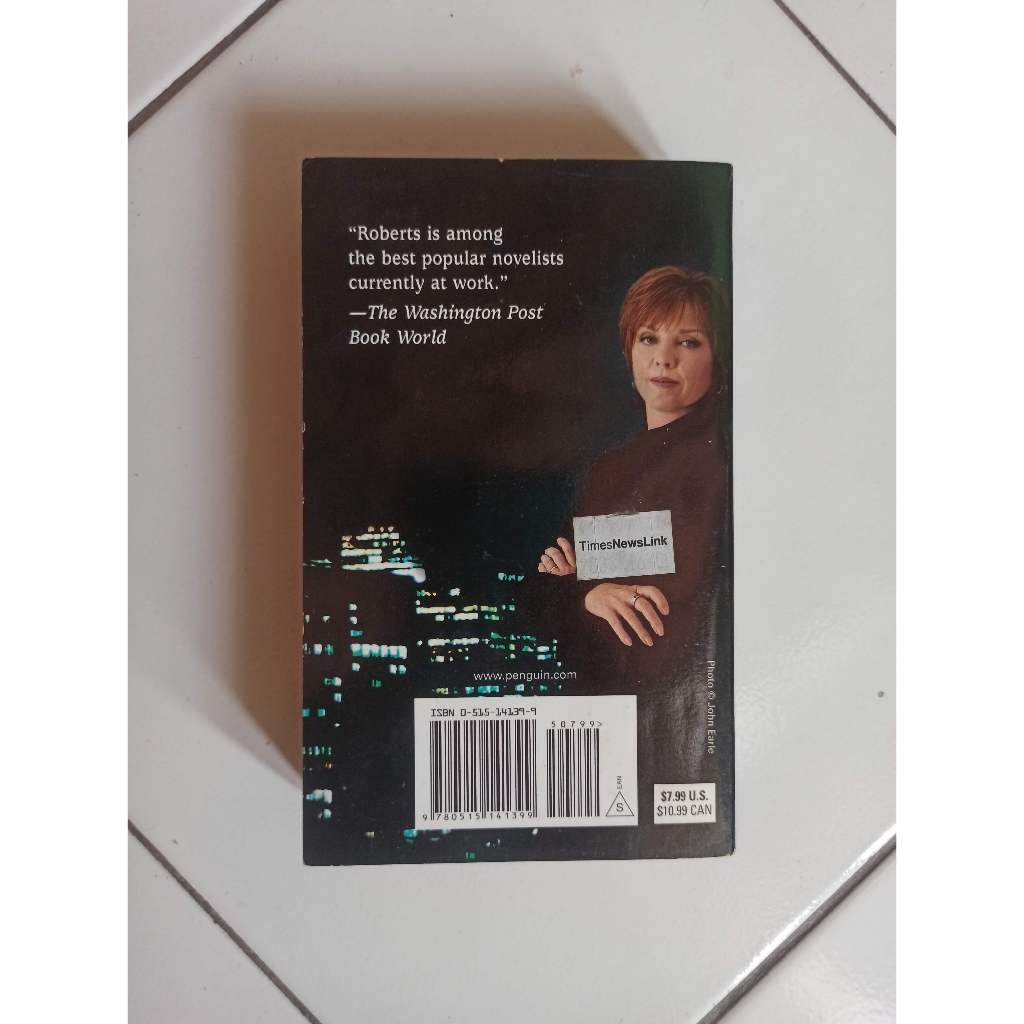 “Roberts is among
the best popular novelists
currently at work.”
—The Washington Post
Book World
TimesNewsLink
www.penguin.com
Photo © John Earle
ISBN 0-515-14139-9
50799>
9 780515 141399
EAN
S
$7.99 U.S.
$10.99 CAN